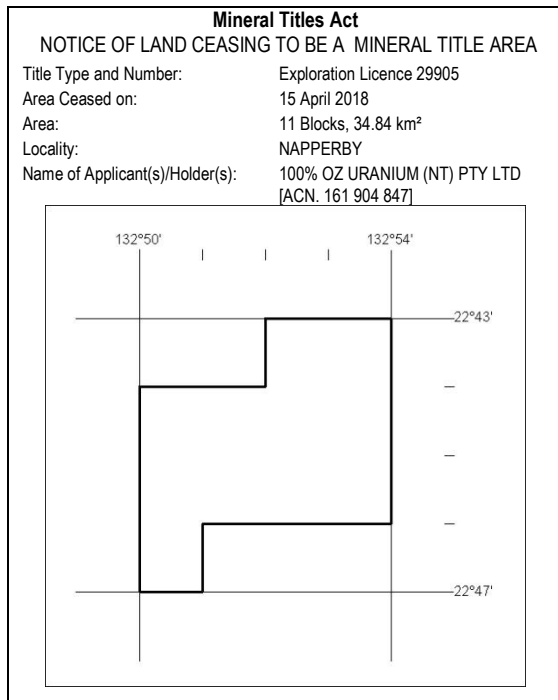 Mineral Titles Act
NOTICE OF LAND CEASING TO BE A MINERAL TITLE AREA
Title Type and Number: Exploration Licence 29905
Area Ceased on: 15 April 2018
Area: 11 Blocks, 34.84 km²
Locality: NAPPERBY
Name of Applicant(s)/Holder(s): 100% OZ URANIUM (NT) PTY LTD
[ACN. 161 904 847]
132°50' 132°54'
22°43'
22°47'